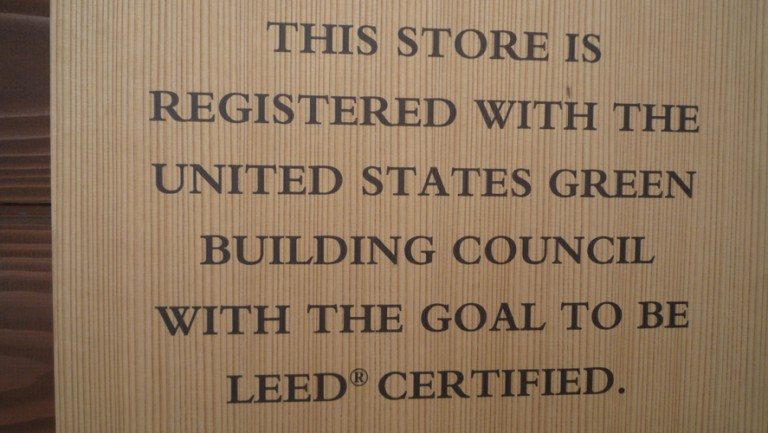 THIS STORE IS
REGISTERED WITH THE
UNITED STATES GREEN
BUILDING COUNCIL
WITH THE GOAL TO BE
LEED® CERTIFIED.